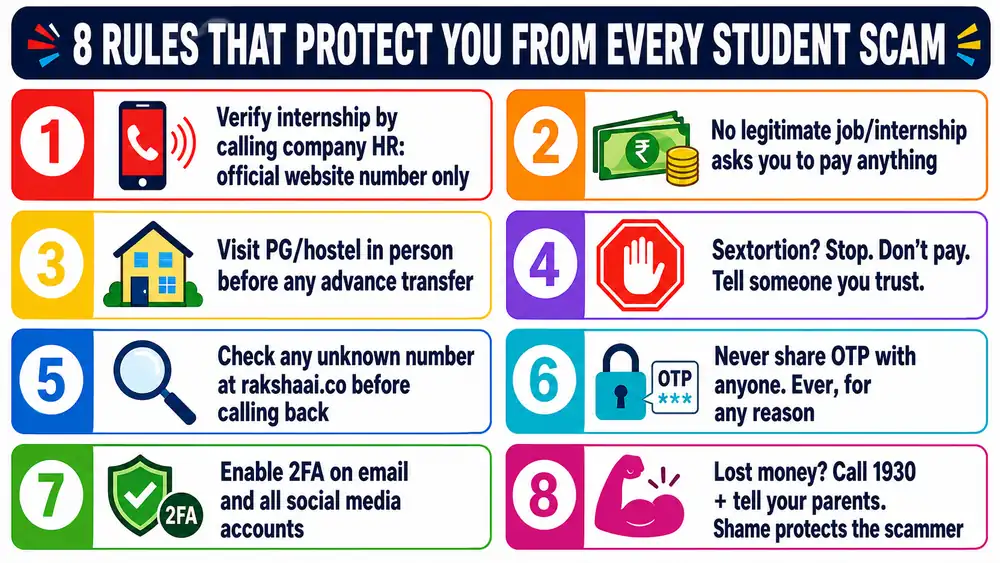 8 RULES THAT PROTECT YOU FROM EVERY STUDENT SCAM
1
Verify internship by
calling company HR:
official website number only
2
₹
No legitimate job/internship
asks you to pay anything
3
Visit PG/hostel in person
before any advance transfer
4
Sextortion? Stop. Don't pay.
Tell someone you trust.
5
Check any unknown number
at rakshaai.co before
calling back
6
OTP
***
Never share OTP with
anyone. Ever, for
any reason
7
2FA
Enable 2FA on email
and all social media
accounts
8
Lost money? Call 1930
+ tell your parents.
Shame protects the scammer